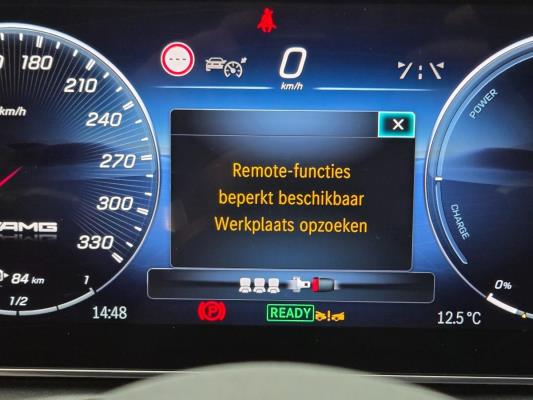 0
km/h
180
210
240
270
300
330
km/h
AMG
84 km
1/2
1
Remote-functies
beperkt beschikbaar
Werkplaats opzoeken
POWER
CHARGE
0%
14:48
P
READY
12.5 °C